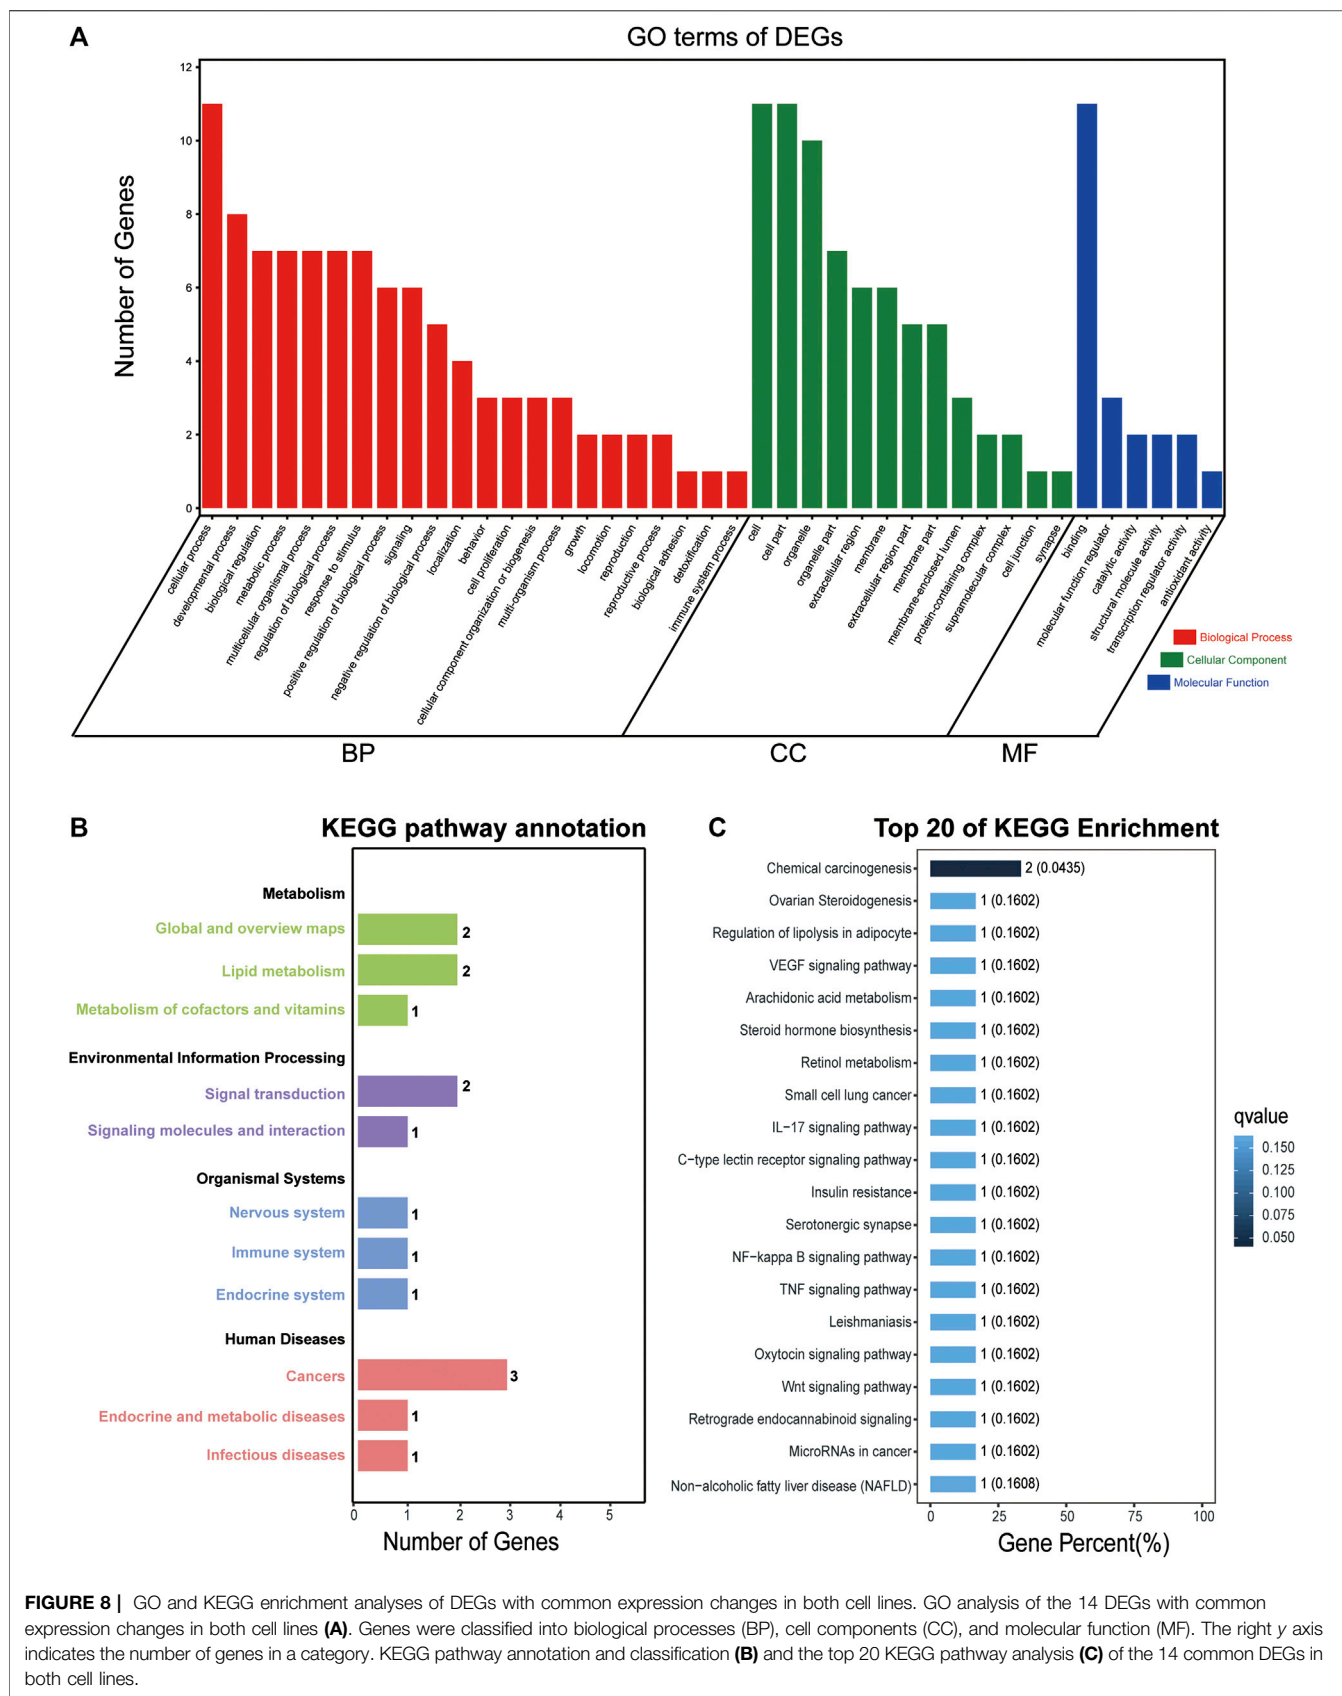 A
GO terms of DEGs
Number of Genes
12
10
8
6
4
2
0
cellular process
developmental process
biological regulation
metabolic process
multicellular organismal process
regulation of biological process
response to stimulus
positive regulation of biological process
signaling
negative regulation of biological process
localization
behavior
cell proliferation
cellular component organization or biogenesis
multi-organism process
growth
locomotion
reproduction
reproductive process
biological adhesion
detoxification
immune system process
cell
cell part
organelle
organelle part
extracellular region
membrane
extracellular region part
membrane part
membrane-enclosed lumen
protein-containing complex
supramolecular complex
cell junction
synapse
binding
molecular function regulator
catalytic activity
structural molecule activity
transcription regulator activity
antioxidant activity
Biological Process
Cellular Component
Molecular Function
BP
CC
MF
B
KEGG pathway annotation
Metabolism
Global and overview maps 2
Lipid metabolism 2
Metabolism of cofactors and vitamins 1
Environmental Information Processing
Signal transduction 2
Signaling molecules and interaction 1
Organismal Systems
Nervous system 1
Immune system 1
Endocrine system 1
Human Diseases
Cancers 3
Endocrine and metabolic diseases 1
Infectious diseases 1
0 1 2 3 4 5
Number of Genes
C
Top 20 of KEGG Enrichment
Chemical carcinogenesis 2 (0.0435)
Ovarian Steroidogenesis 1 (0.1602)
Regulation of lipolysis in adipocyte 1 (0.1602)
VEGF signaling pathway 1 (0.1602)
Arachidonic acid metabolism 1 (0.1602)
Steroid hormone biosynthesis 1 (0.1602)
Retinol metabolism 1 (0.1602)
Small cell lung cancer 1 (0.1602)
IL−17 signaling pathway 1 (0.1602)
C−type lectin receptor signaling pathway 1 (0.1602)
Insulin resistance 1 (0.1602)
Serotonergic synapse 1 (0.1602)
NF−kappa B signaling pathway 1 (0.1602)
TNF signaling pathway 1 (0.1602)
Leishmaniasis 1 (0.1602)
Oxytocin signaling pathway 1 (0.1602)
Wnt signaling pathway 1 (0.1602)
Retrograde endocannabinoid signaling 1 (0.1602)
MicroRNAs in cancer 1 (0.1602)
Non−alcoholic fatty liver disease (NAFLD) 1 (0.1608)
0 25 50 75 100
Gene Percent(%)
qvalue
0.150
0.125
0.100
0.075
0.050
FIGURE 8 | GO and KEGG enrichment analyses of DEGs with common expression changes in both cell lines. GO analysis of the 14 DEGs with common
expression changes in both cell lines (A). Genes were classified into biological processes (BP), cell components (CC), and molecular function (MF). The right y axis
indicates the number of genes in a category. KEGG pathway annotation and classification (B) and the top 20 KEGG pathway analysis (C) of the 14 common DEGs in
both cell lines.